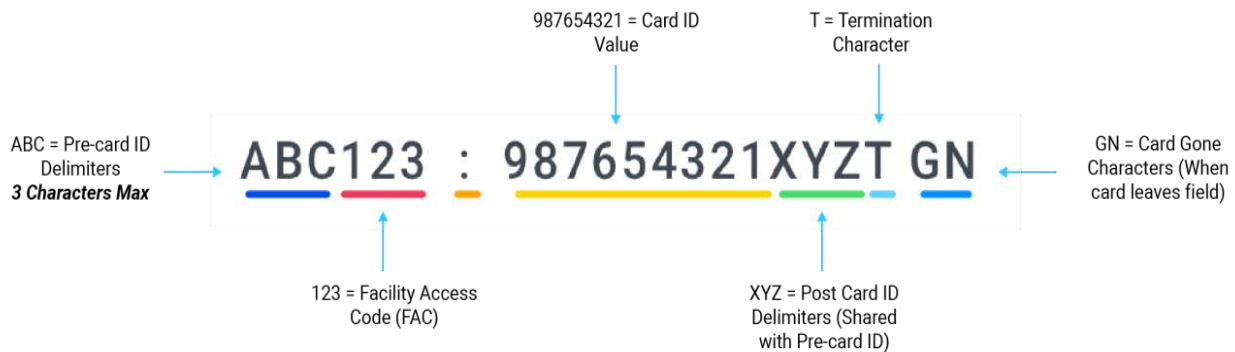 987654321 = Card ID
Value
T = Termination
Character
ABC = Pre-card ID
Delimiters
3 Characters Max
ABC123 : 987654321XYZT GN
GN = Card Gone
Characters (When
card leaves field)
123 = Facility Access
Code (FAC)
XYZ = Post Card ID
Delimiters (Shared
with Pre-card ID)